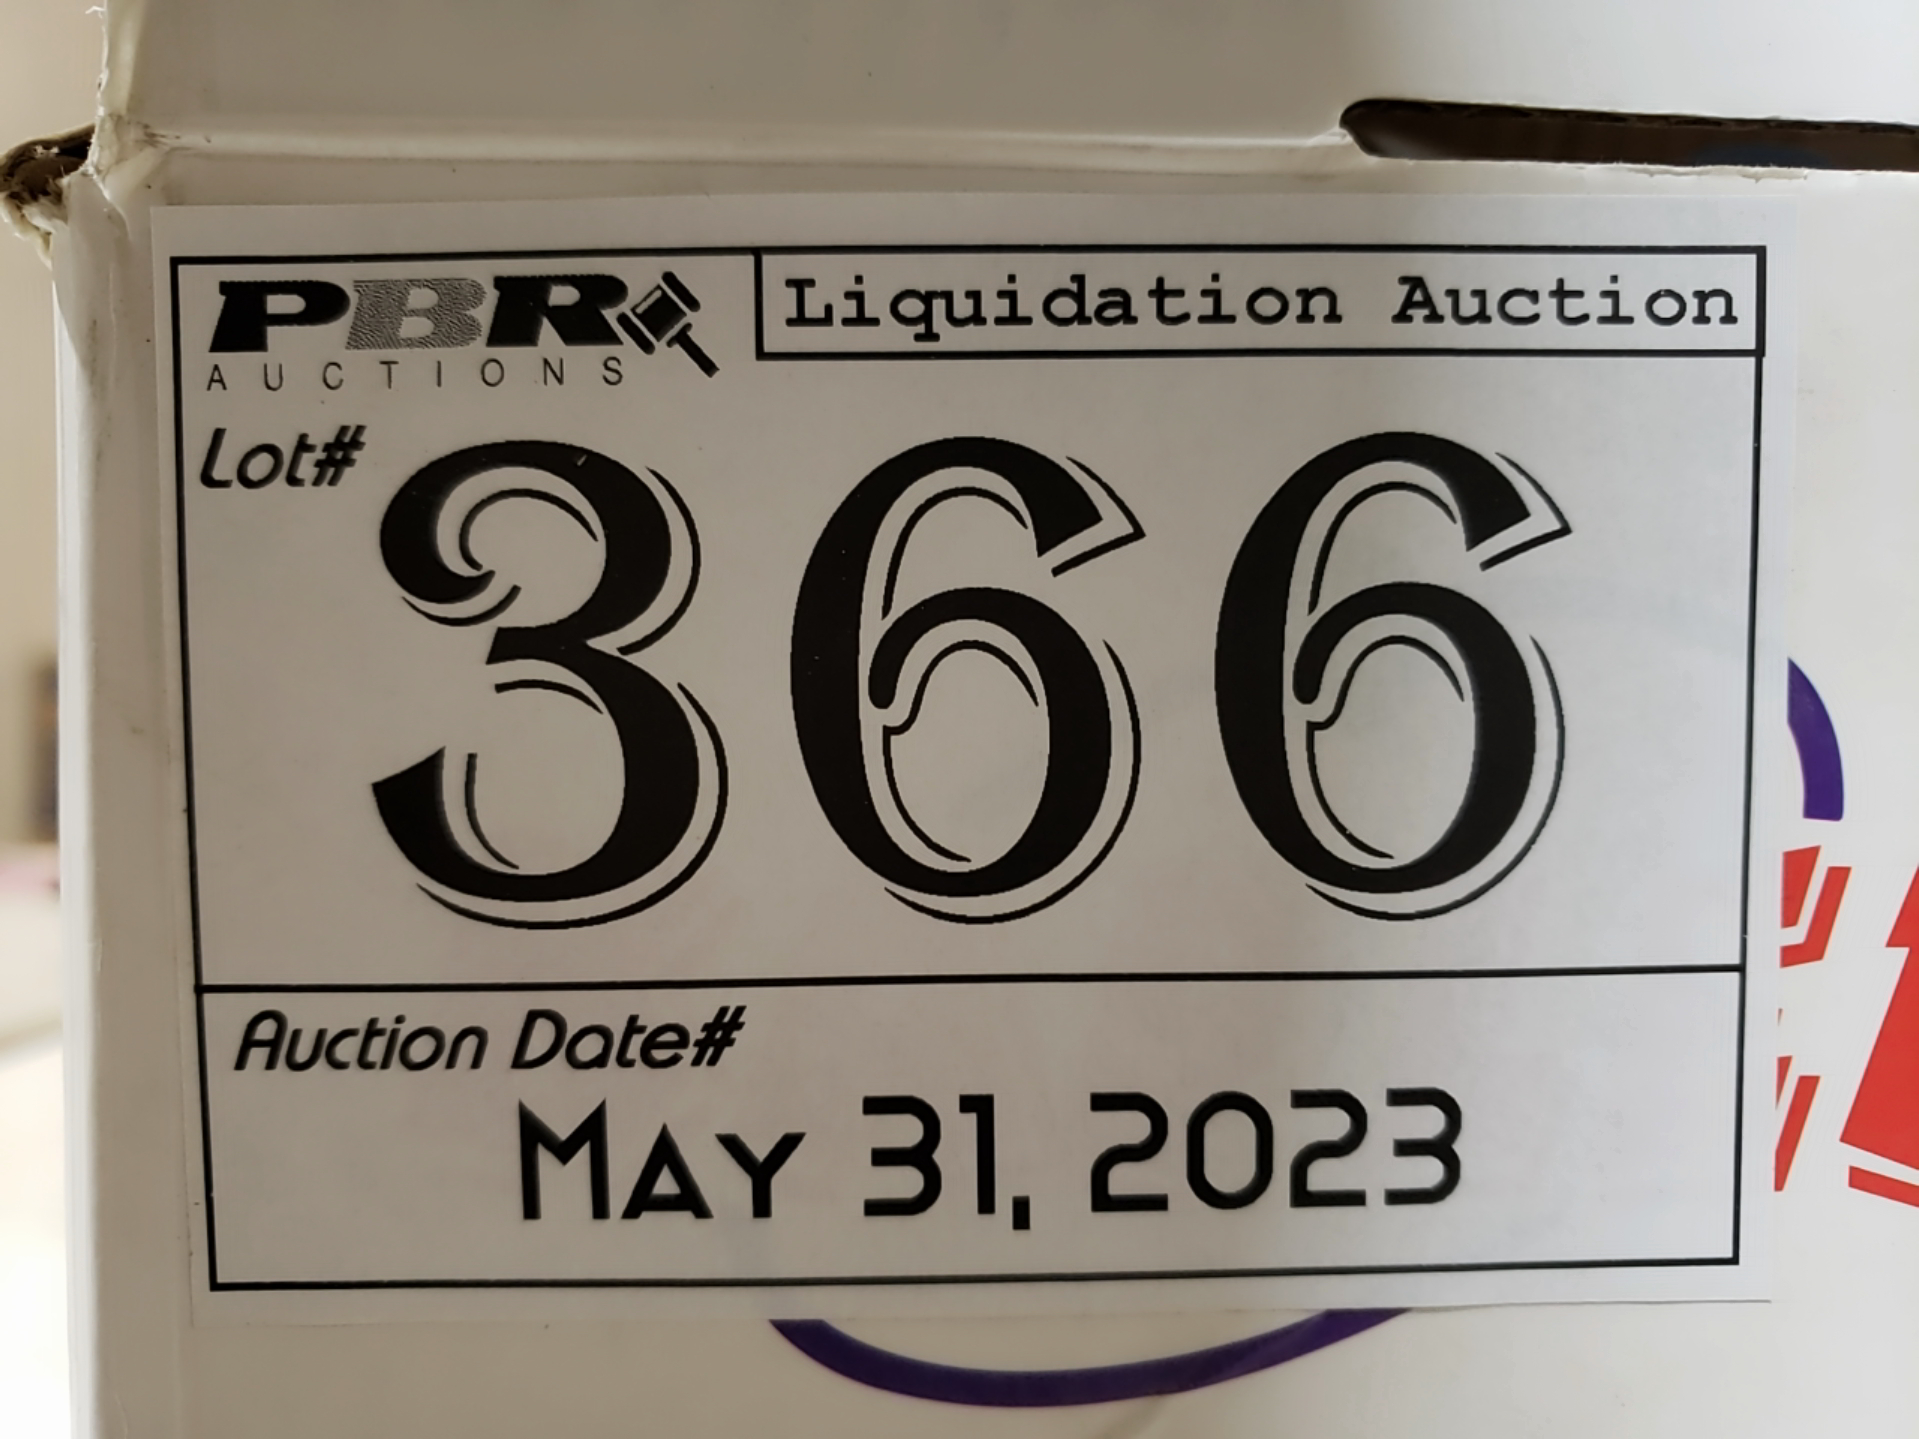 PBR
AUCTIONS
Liquidation Auction
Lot#
366
Auction Date#
May 31, 2023